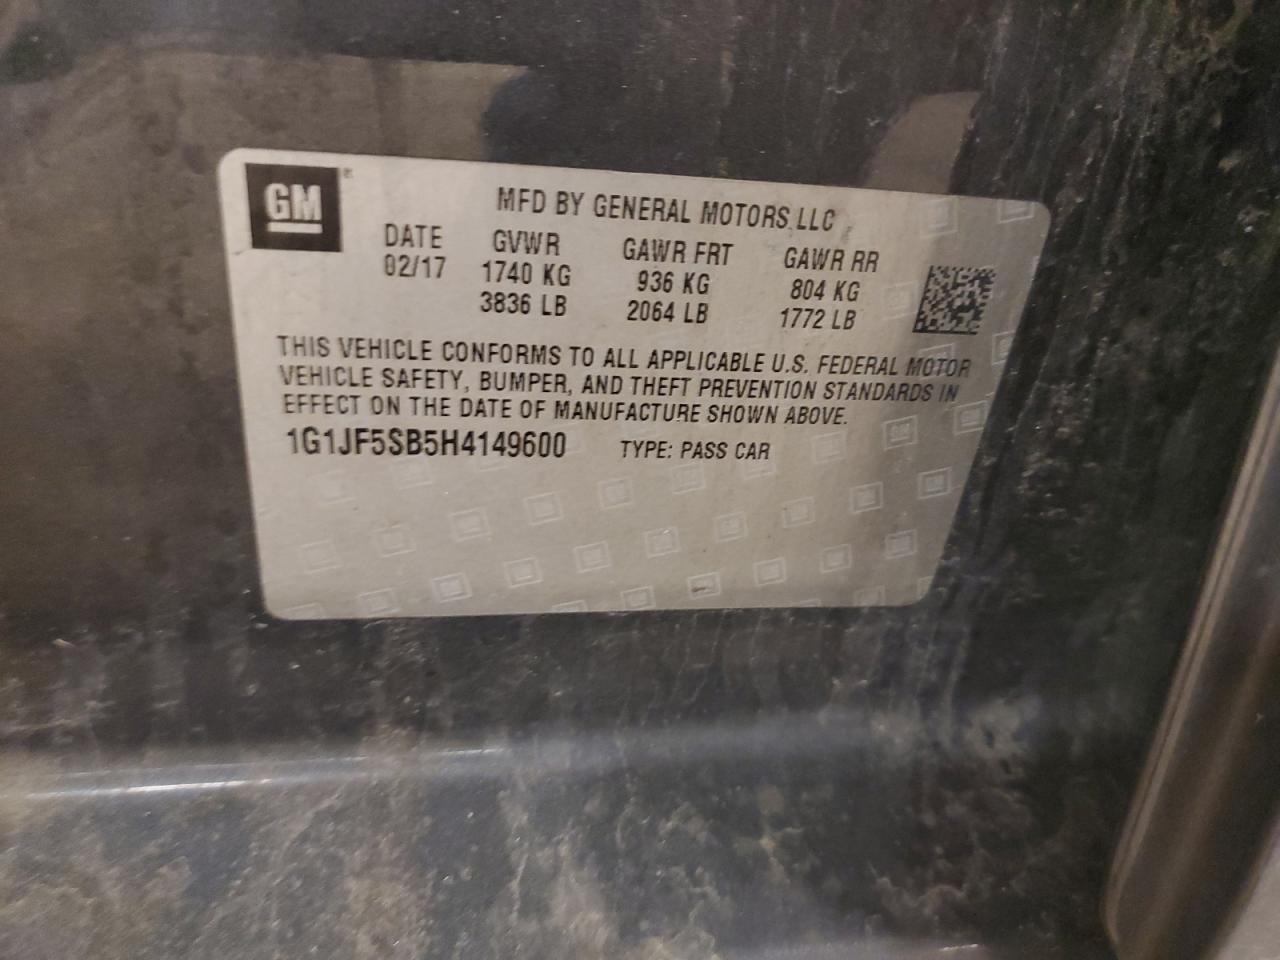 GM
MFD BY GENERAL MOTORS LLC
DATE GVWR GAWR FRT GAWR RR
02/17 1740 KG 936 KG 804 KG
3836 LB 2064 LB 1772 LB
THIS VEHICLE CONFORMS TO ALL APPLICABLE U.S. FEDERAL MOTOR
VEHICLE SAFETY, BUMPER, AND THEFT PREVENTION STANDARDS IN
EFFECT ON THE DATE OF MANUFACTURE SHOWN ABOVE.
1G1JF5SB5H4149600 TYPE: PASS CAR